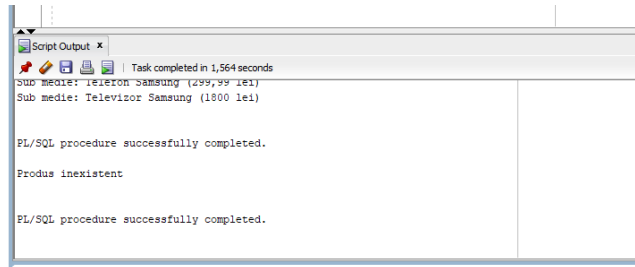 Script Output x
Task completed in 1,564 seconds
Sub medie: Telefon Samsung (299,99 lei)
Sub medie: Televizor Samsung (1800 lei)
PL/SQL procedure successfully completed.
Produs inexistent
PL/SQL procedure successfully completed.